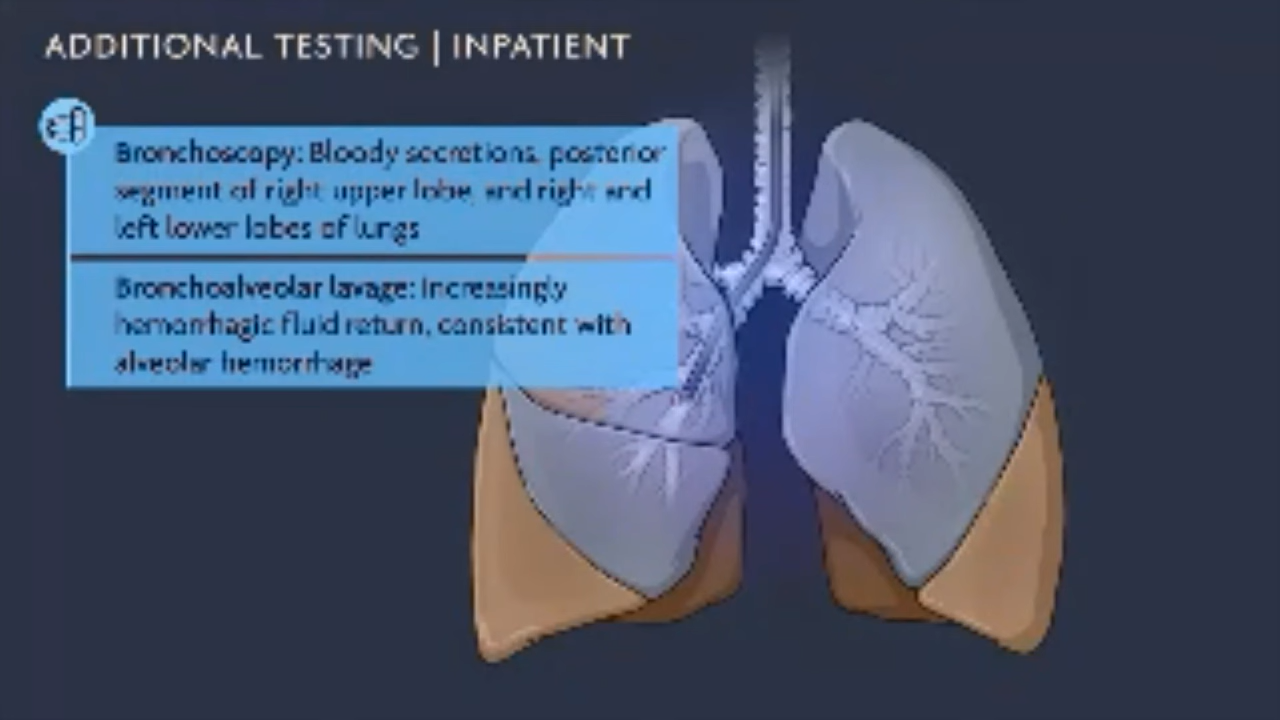 ADDITIONAL TESTING | INPATIENT
Bronchoscopy: Bloody secretions, posterior
segment of right upper lobe, and right and
left lower lobes of lungs
Bronchoalveolar lavage: Increasingly
hemorrhagic fluid return, consistent with
alveolar hemorrhage